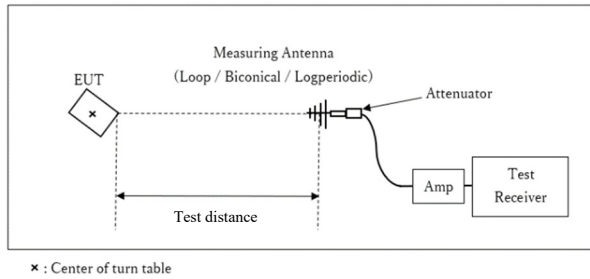 Measuring Antenna
(Loop / Biconical / Logperiodic)
EUT
Attenuator
Amp
Test
Receiver
Test distance
× : Center of turn table